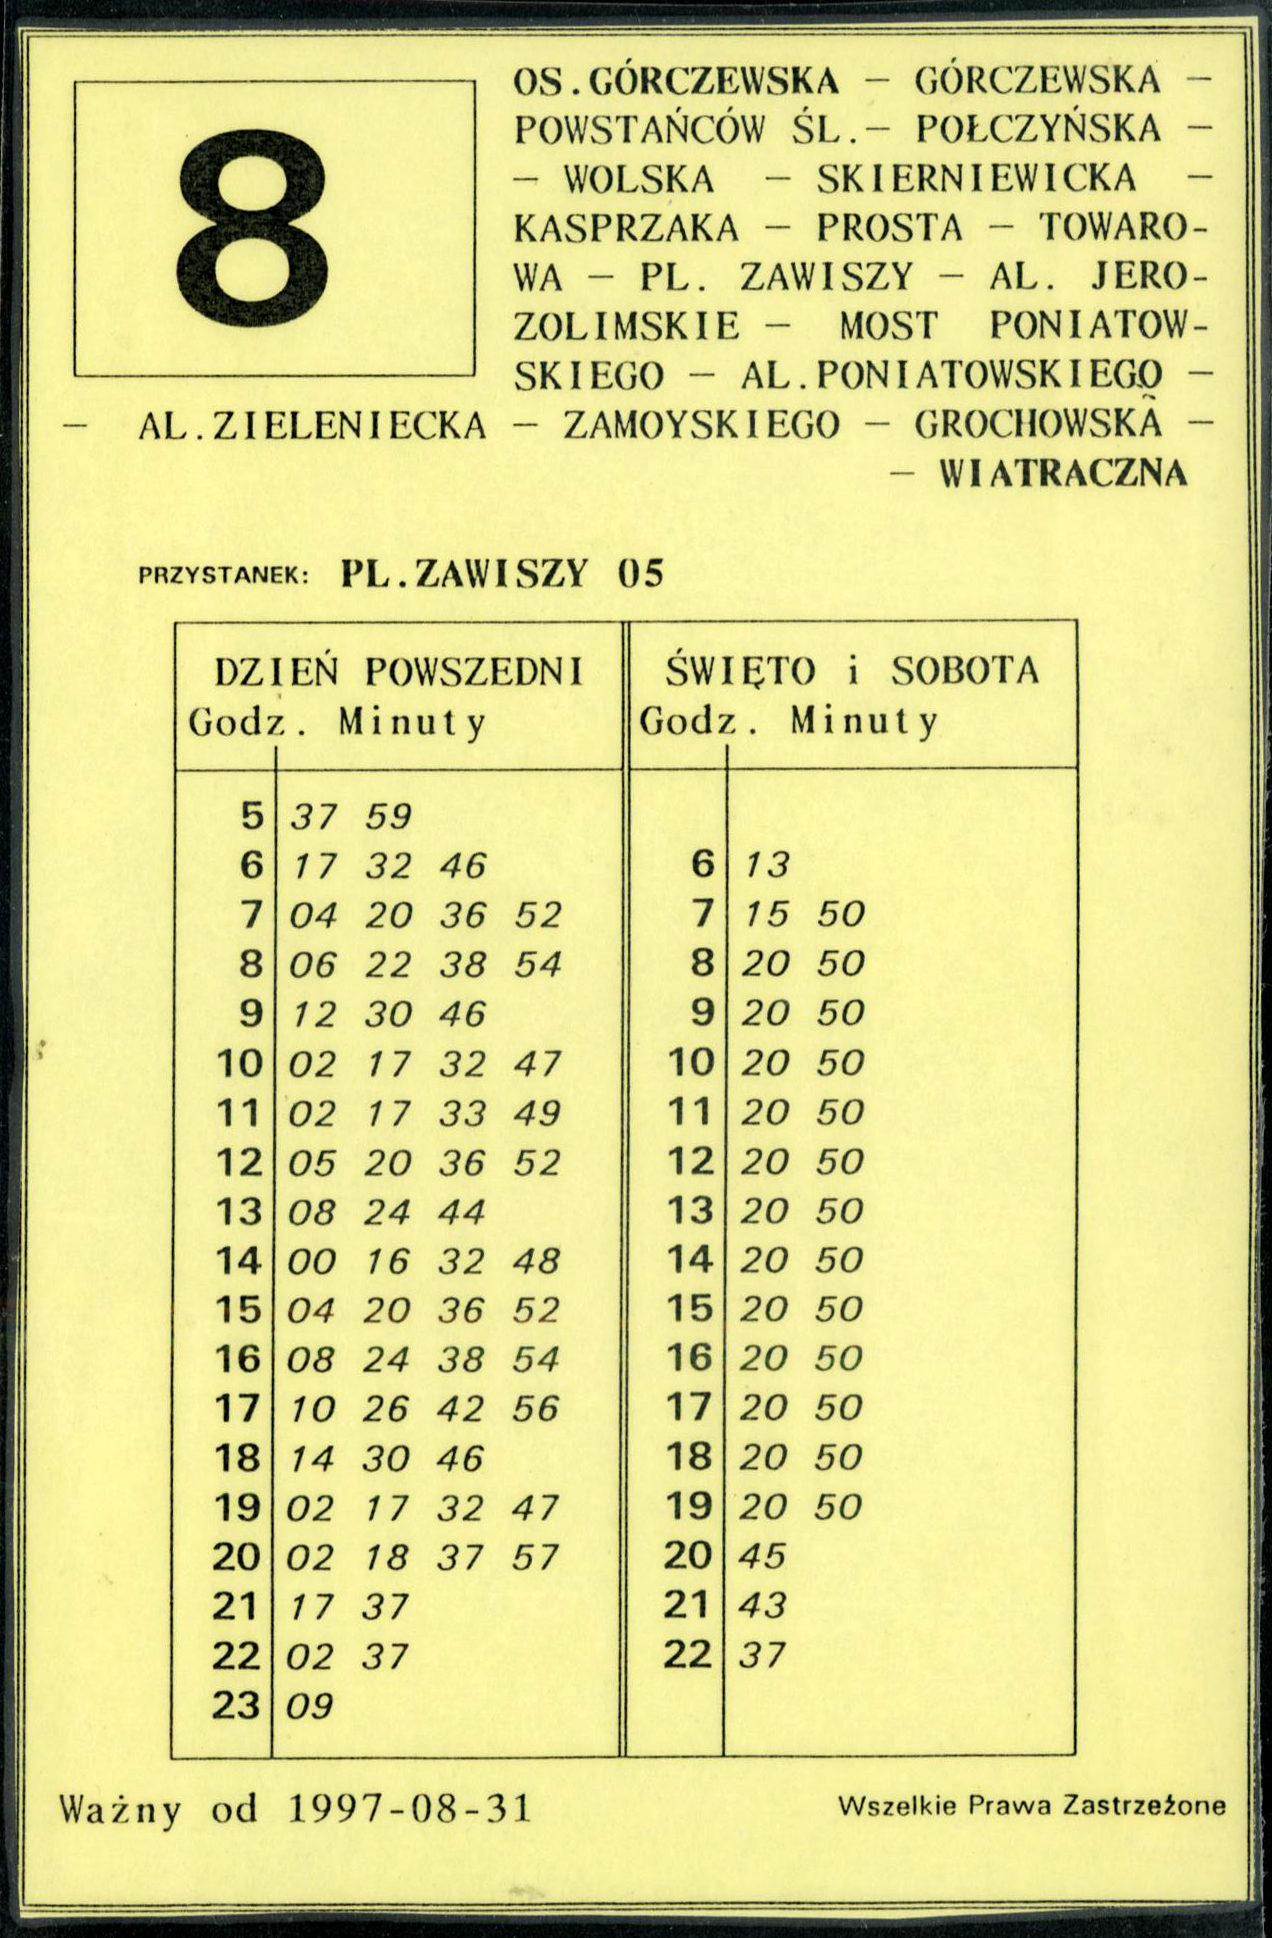 8
OS.GÓRCZEWSKA – GÓRCZEWSKA –
POWSTAŃCÓW ŚL.– POŁCZYŃSKA –
– WOLSKA – SKIERNIEWICKA –
KASPRZAKA – PROSTA – TOWARO-
WA – PL. ZAWISZY – AL. JERO-
ZOLIMSKIE – MOST PONIATOW-
SKIEGO – AL.PONIATOWSKIEGO –
– AL.ZIELENIECKA – ZAMOYSKIEGO – GROCHOWSKA –
– WIATRACZNA
PRZYSTANEK: PL.ZAWISZY 05
DZIEŃ POWSZEDNI ŚWIĘTO i SOBOTA
Godz. Minuty Godz. Minuty
5 37 59
6 17 32 46 6 13
7 04 20 36 52 7 15 50
8 06 22 38 54 8 20 50
9 12 30 46 9 20 50
10 02 17 32 47 10 20 50
11 02 17 33 49 11 20 50
12 05 20 36 52 12 20 50
13 08 24 44 13 20 50
14 00 16 32 48 14 20 50
15 04 20 36 52 15 20 50
16 08 24 38 54 16 20 50
17 10 26 42 56 17 20 50
18 14 30 46 18 20 50
19 02 17 32 47 19 20 50
20 02 18 37 57 20 45
21 17 37 21 43
22 02 37 22 37
23 09
Ważny od 1997-08-31 Wszelkie Prawa Zastrzeżone